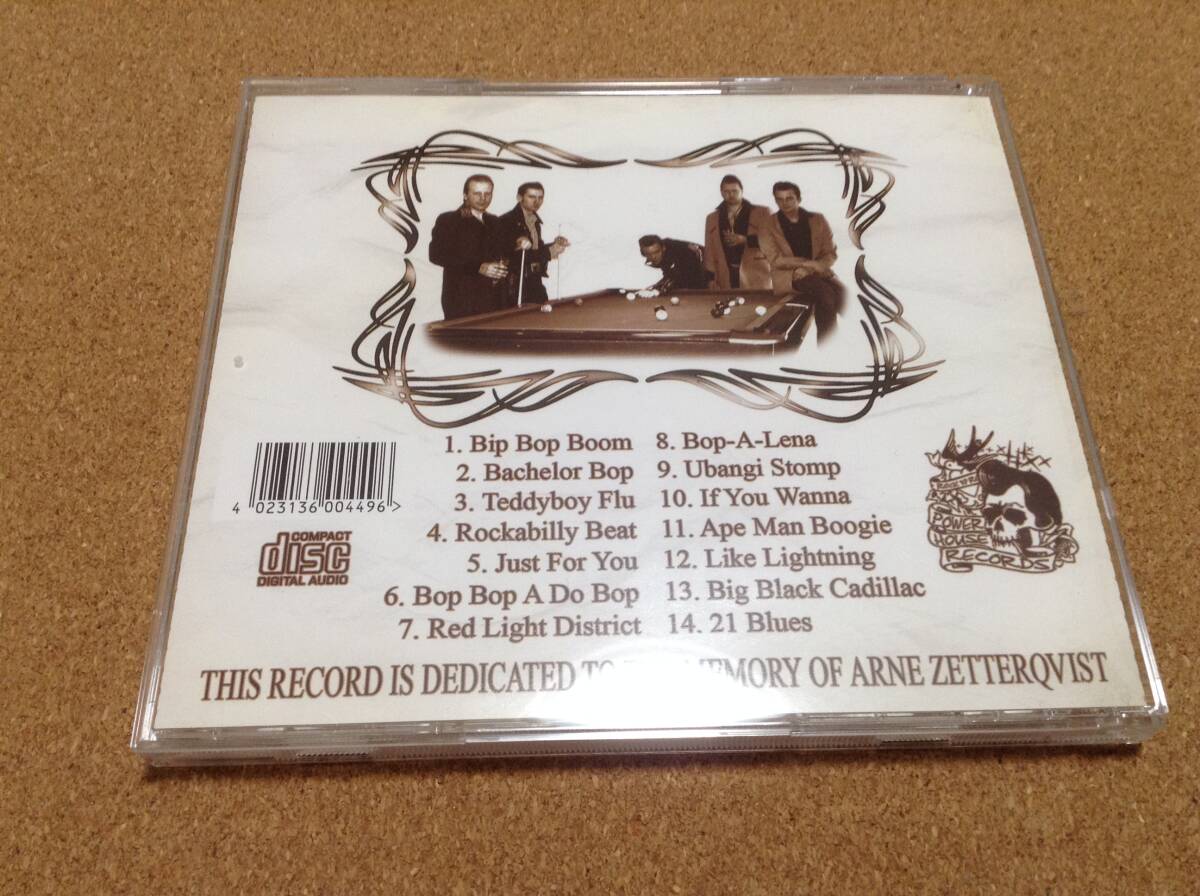 1. Bip Bop Boom
2. Bachelor Bop
3. Teddyboy Flu
4. Rockabilly Beat
5. Just For You
6. Bop Bop A Do Bop
7. Red Light District
8. Bop-A-Lena
9. Ubangi Stomp
10. If You Wanna
11. Ape Man Boogie
12. Like Lightning
13. Big Black Cadillac
14. 21 Blues
4 023136 004496 >
COMPACT
disc
DIGITAL AUDIO
POWER
HOUSE
RECORDS
THIS RECORD IS DEDICATED TO MEMORY OF ARNE ZETTERQVIST